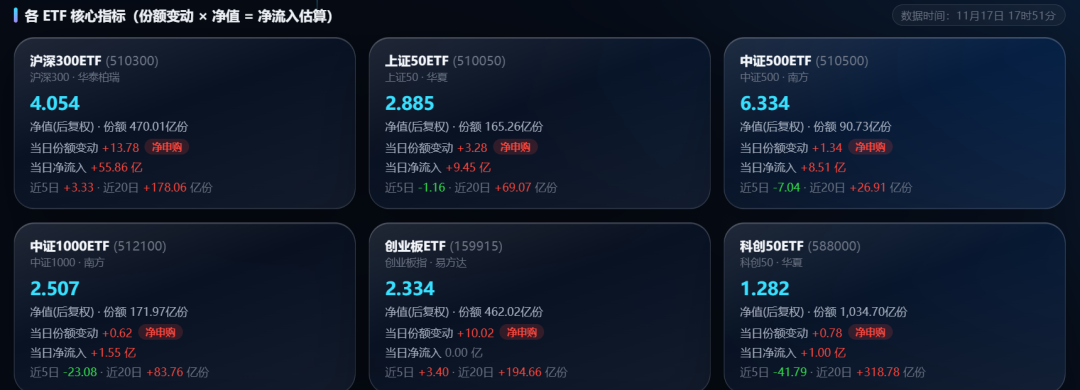 各 ETF 核心指标（份额变动 × 净值 = 净流入估算）
数据时间：11月17日 17时51分
沪深300ETF (510300)
沪深300 · 华泰柏瑞
4.054
净值(后复权) · 份额 470.01亿份
当日份额变动 +13.78 净申购
当日净流入 +55.86 亿
近5日 +3.33 · 近20日 +178.06 亿份
上证50ETF (510050)
上证50 · 华夏
2.885
净值(后复权) · 份额 165.26亿份
当日份额变动 +3.28 净申购
当日净流入 +9.45 亿
近5日 -1.16 · 近20日 +69.07 亿份
中证500ETF (510500)
中证500 · 南方
6.334
净值(后复权) · 份额 90.73亿份
当日份额变动 +1.34 净申购
当日净流入 +8.51 亿
近5日 -7.04 · 近20日 +26.91 亿份
中证1000ETF (512100)
中证1000 · 南方
2.507
净值(后复权) · 份额 171.97亿份
当日份额变动 +0.62 净申购
当日净流入 +1.55 亿
近5日 -23.08 · 近20日 +83.76 亿份
创业板ETF (159915)
创业板指 · 易方达
2.334
净值(后复权) · 份额 462.02亿份
当日份额变动 +10.02 净申购
当日净流入 0.00 亿
近5日 +3.40 · 近20日 +194.66 亿份
科创50ETF (588000)
科创50 · 华夏
1.282
净值(后复权) · 份额 1,034.70亿份
当日份额变动 +0.78 净申购
当日净流入 +1.00 亿
近5日 -41.79 · 近20日 +318.78 亿份